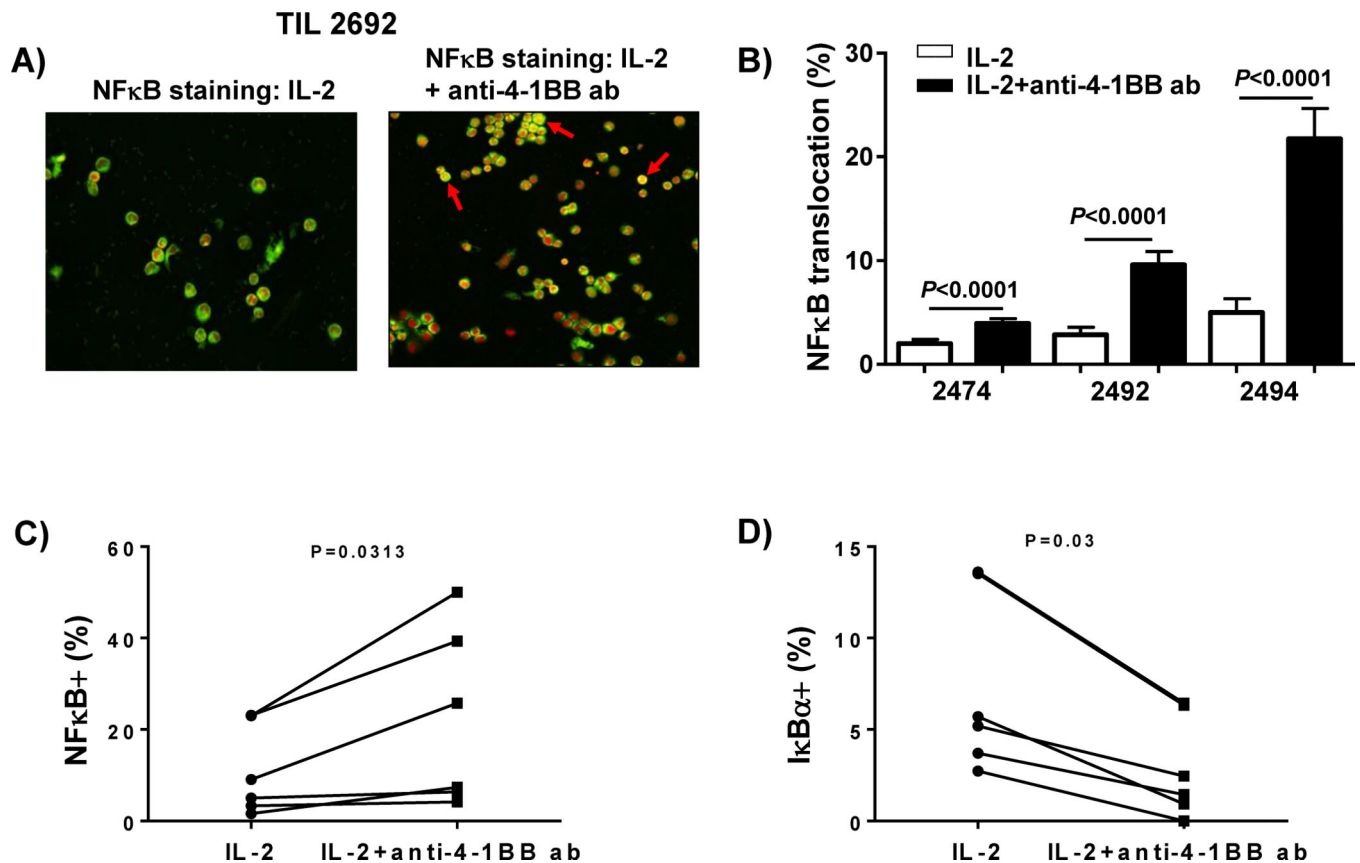 TIL 2692
A)
NFκB staining: IL-2
NFκB staining: IL-2
+ anti-4-1BB ab
B)
NFκB translocation (%)
30
20
10
0
IL-2
IL-2+anti-4-1BB ab
P<0.0001
P<0.0001
P<0.0001
2474
2492
2494
C)
NFκB+ (%)
60
40
20
0
P=0.0313
IL-2
IL-2+anti-4-1BB ab
D)
IκBα+ (%)
15
10
5
0
P=0.03
IL-2
IL-2+anti-4-1BB ab